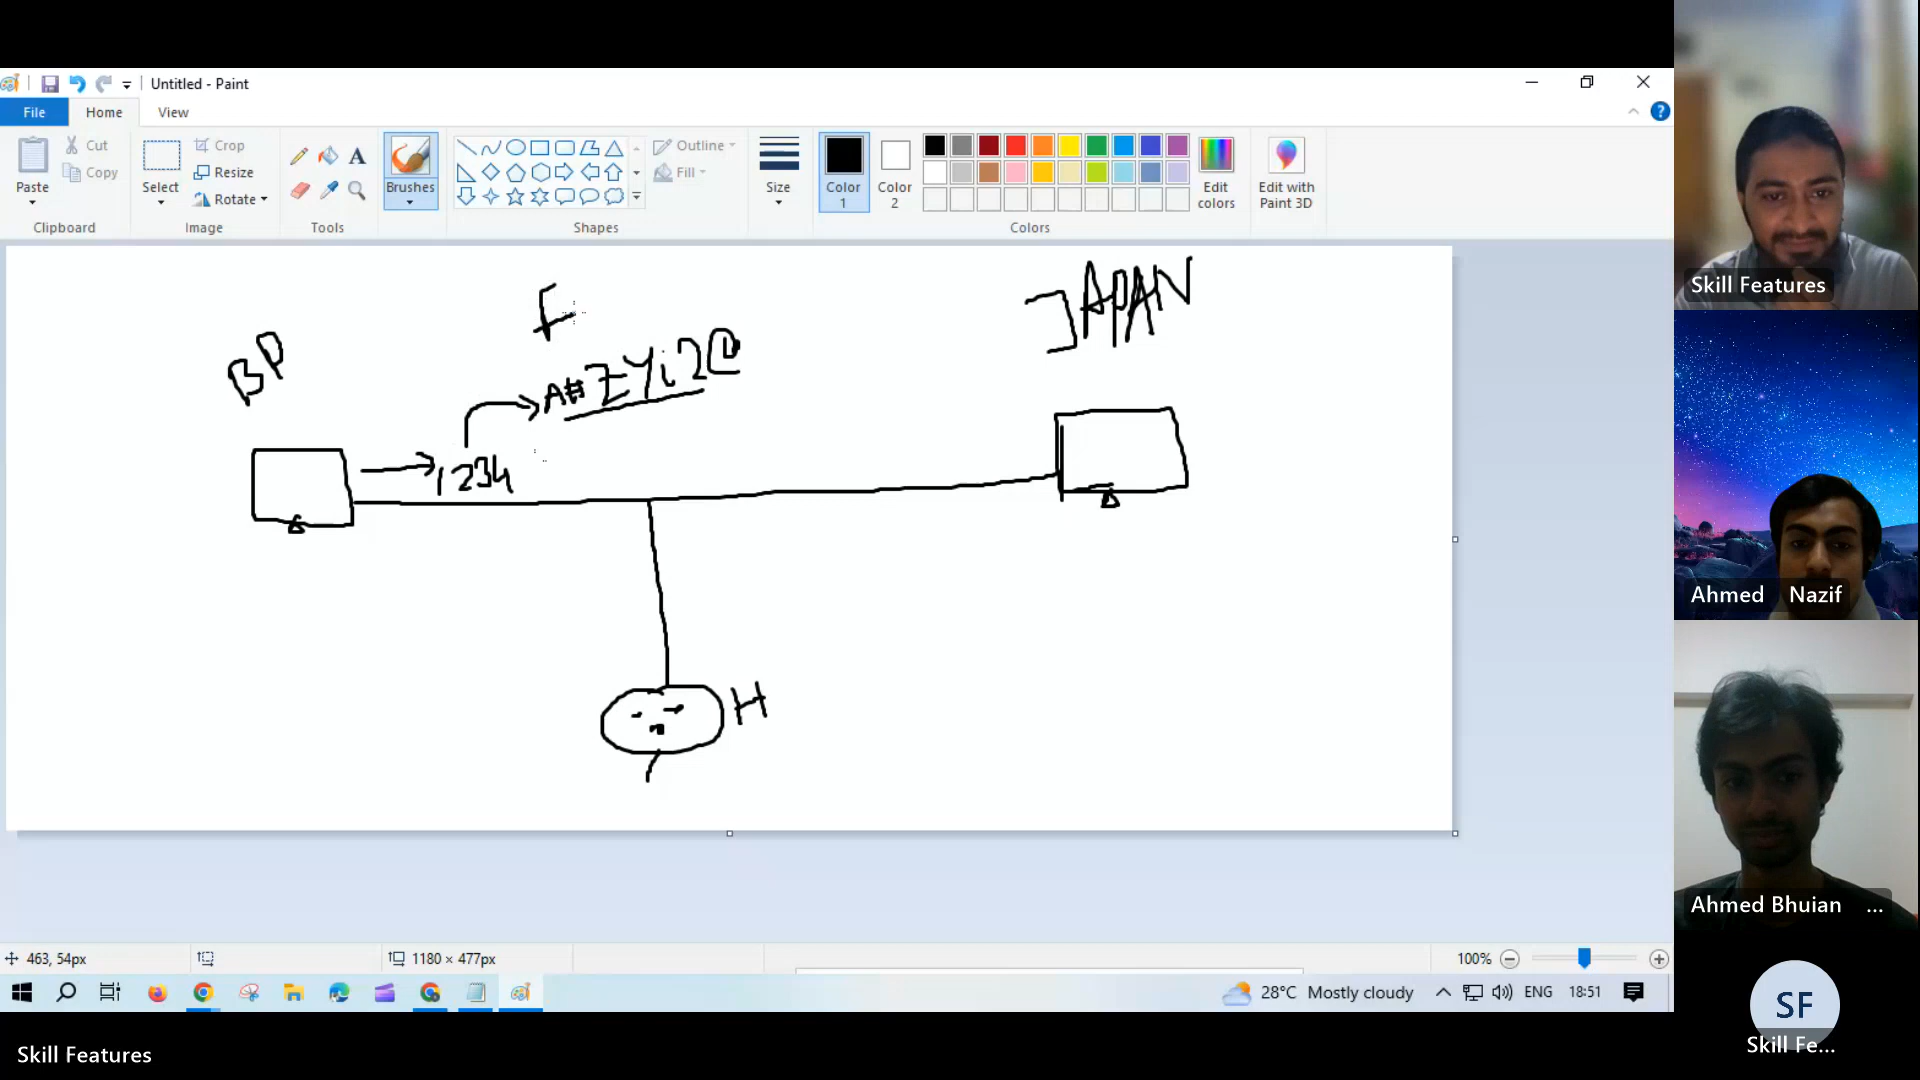 Untitled - Paint
File Home View
Paste
Cut
Copy
Clipboard
Select
Crop
Resize
Rotate
Image
A
Tools
Brushes
Outline
Fill
Shapes
Size
Color 1
Color 2
Edit colors
Edit with Paint 3D
Colors
BP
A#ZYi2@
1234
JAPAN
H
463, 54px
1180 × 477px
100%
28°C Mostly cloudy
ENG
18:51
Skill Features
Ahmed Nazif
Ahmed Bhuian ...
SF
Skill Fe...
Skill Features